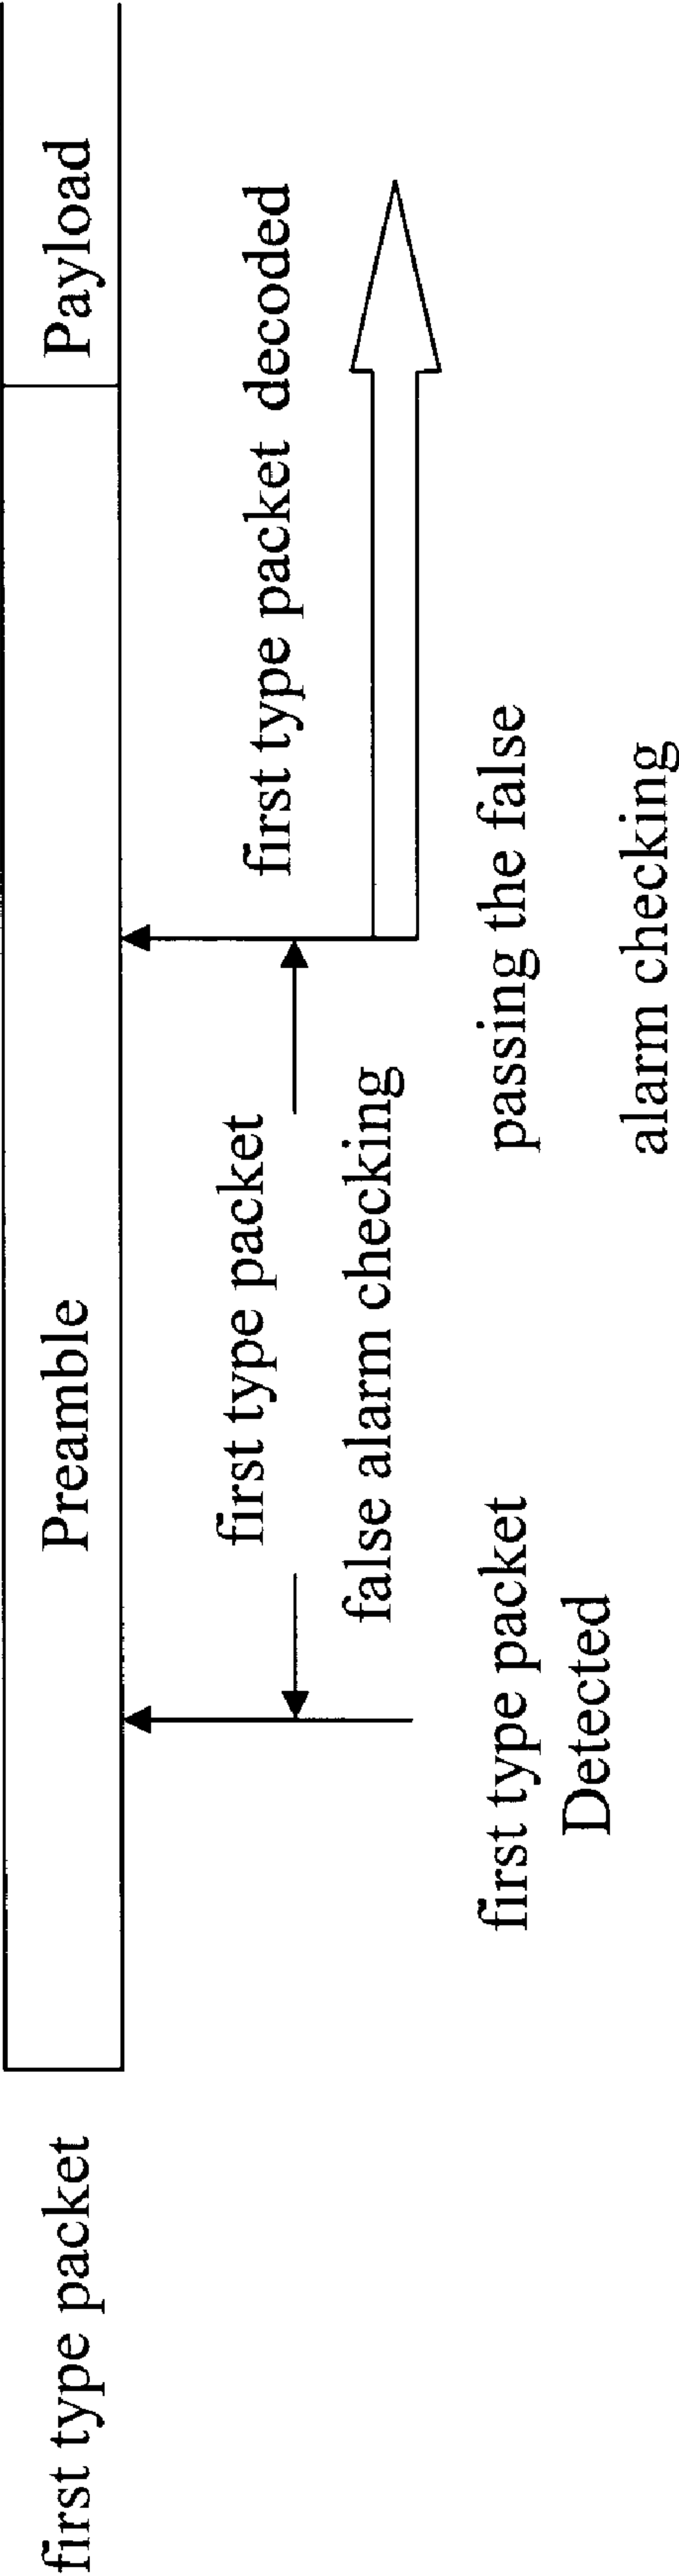 first type packet
Preamble
Payload
first type packet
false alarm checking
first type packet decoded
first type packet
Detected
passing the false
alarm checking